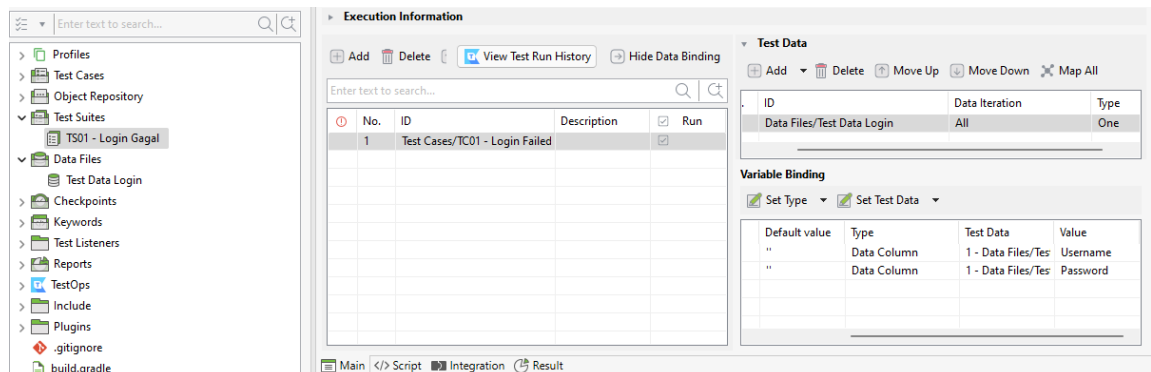 Enter text to search...
Profiles
Test Cases
Object Repository
Test Suites
TS01 - Login Gagal
Data Files
Test Data Login
Checkpoints
Keywords
Test Listeners
Reports
TestOps
Include
Plugins
.gitignore
build.gradle
Execution Information
Add Delete View Test Run History Hide Data Binding
Enter text to search...
No. ID Description Run
1 Test Cases/TC01 - Login Failed
Test Data
Add Delete Move Up Move Down Map All
. ID Data Iteration Type
Data Files/Test Data Login All One
Variable Binding
Set Type Set Test Data
Default value Type Test Data Value
'' Data Column 1 - Data Files/Tes Username
'' Data Column 1 - Data Files/Tes Password
Main </> Script Integration Result